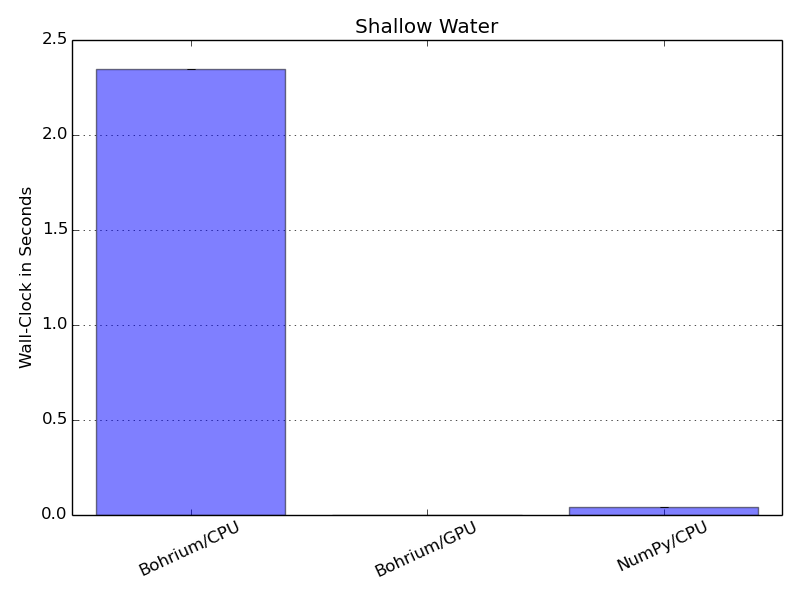 Shallow Water
Wall-Clock in Seconds
2.5
2.0
1.5
1.0
0.5
0.0
Bohrium/CPU
Bohrium/GPU
NumPy/CPU